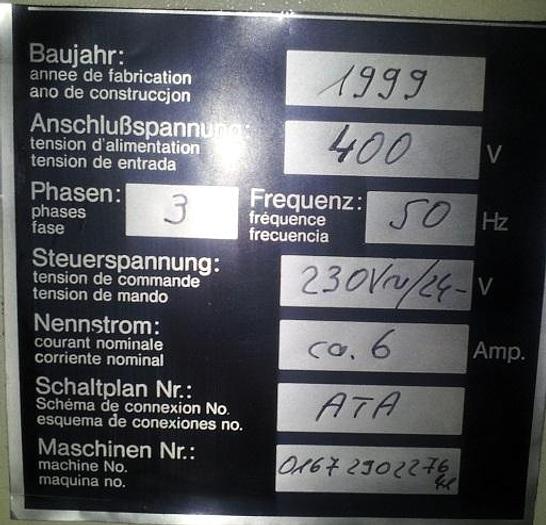 Baujahr: 1999
annee de fabrication
ano de construccjon
Anschlußspannung: 400 V
tension d'alimentation
tension de entrada
Phasen: 3 Frequenz: 50 Hz
phases fréquence
fase frecuencia
Steuerspannung: 230V~/24- V
tension de commande
tension de mando
Nennstrom: ca. 6 Amp.
courant nominale
corriente nominal
Schaltplan Nr.: ATA
Schéma de connexion No.
esquema de conexiones no.
Maschinen Nr.: 0167 2902276
machine No.
maquina no.